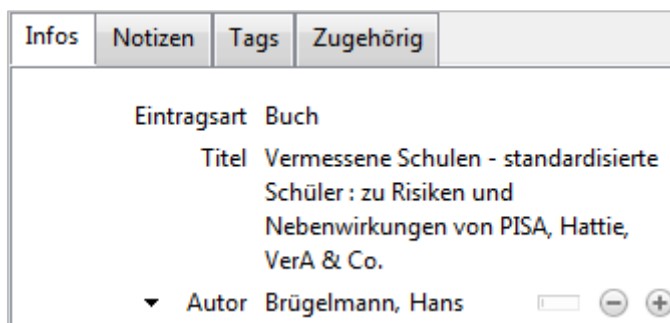 Infos Notizen Tags Zugehörig
Eintragsart Buch
Titel Vermessene Schulen - standardisierte
Schüler : zu Risiken und
Nebenwirkungen von PISA, Hattie,
VerA & Co.
Autor Brügelmann, Hans